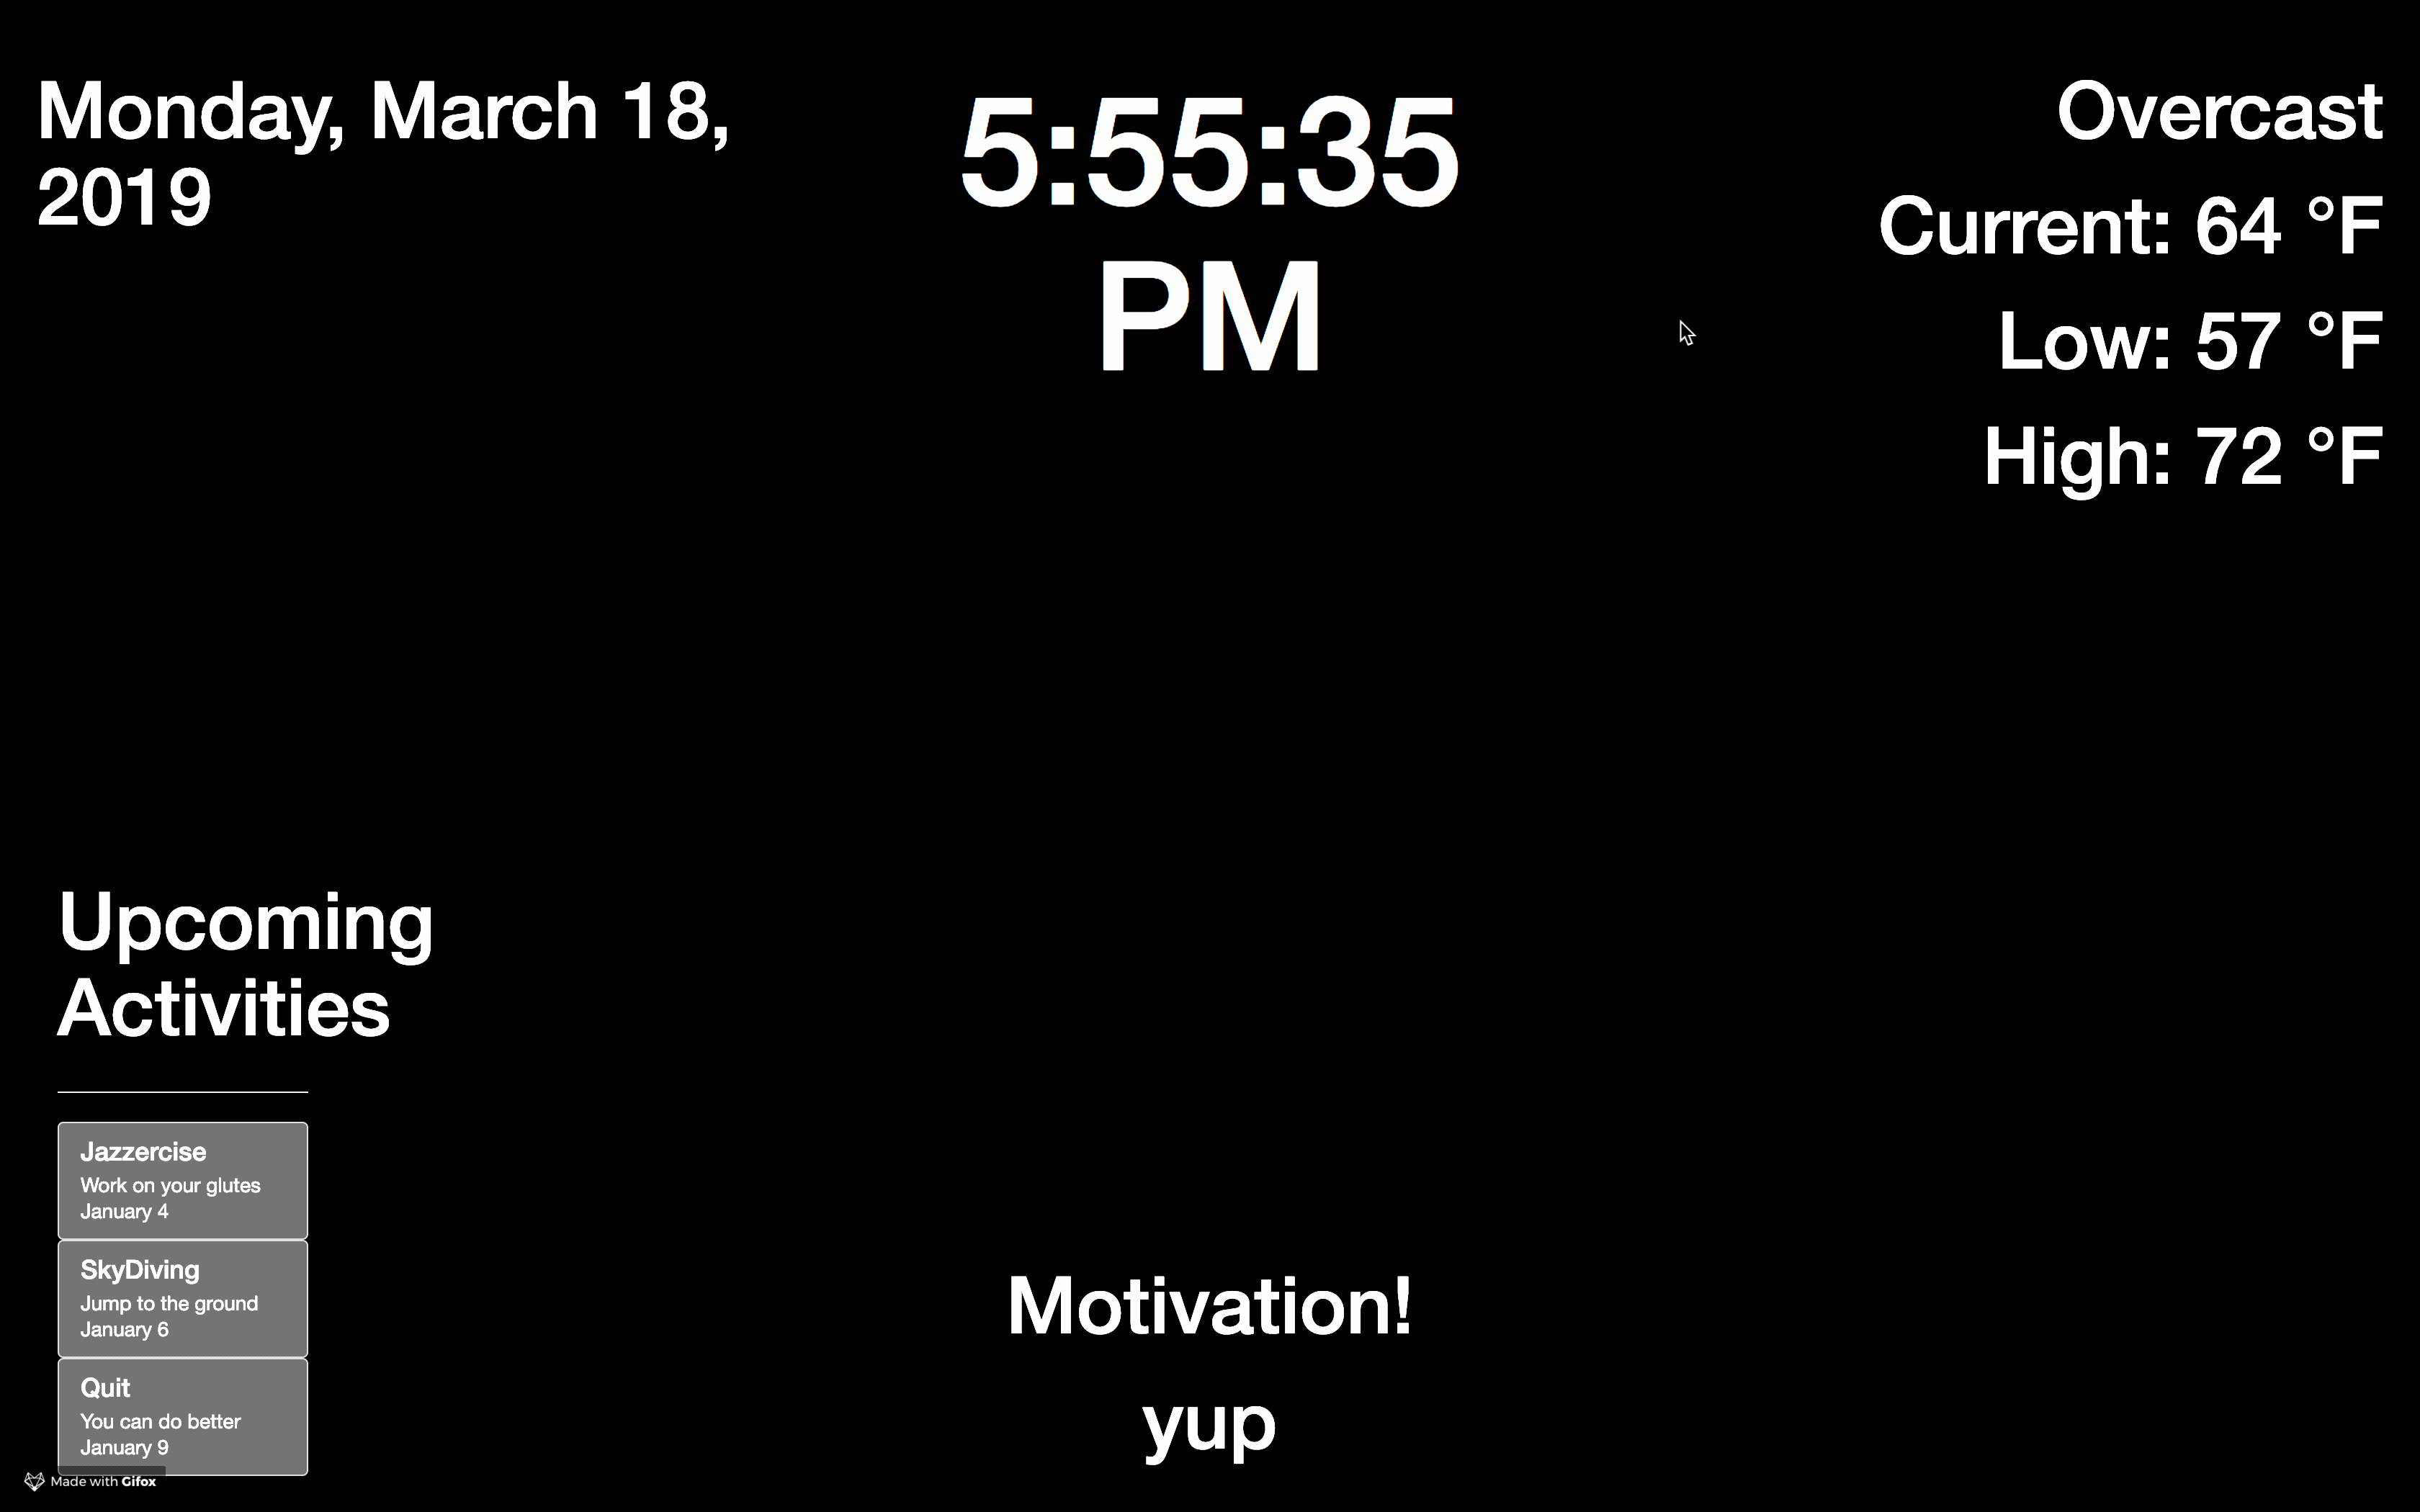 Monday, March 18,
2019
5:55:35
PM
Overcast
Current: 64 °F
Low: 57 °F
High: 72 °F
Upcoming
Activities
Jazzercise
Work on your glutes
January 4
SkyDiving
Jump to the ground
January 6
Quit
You can do better
January 9
Motivation!
yup
Made with Gifox